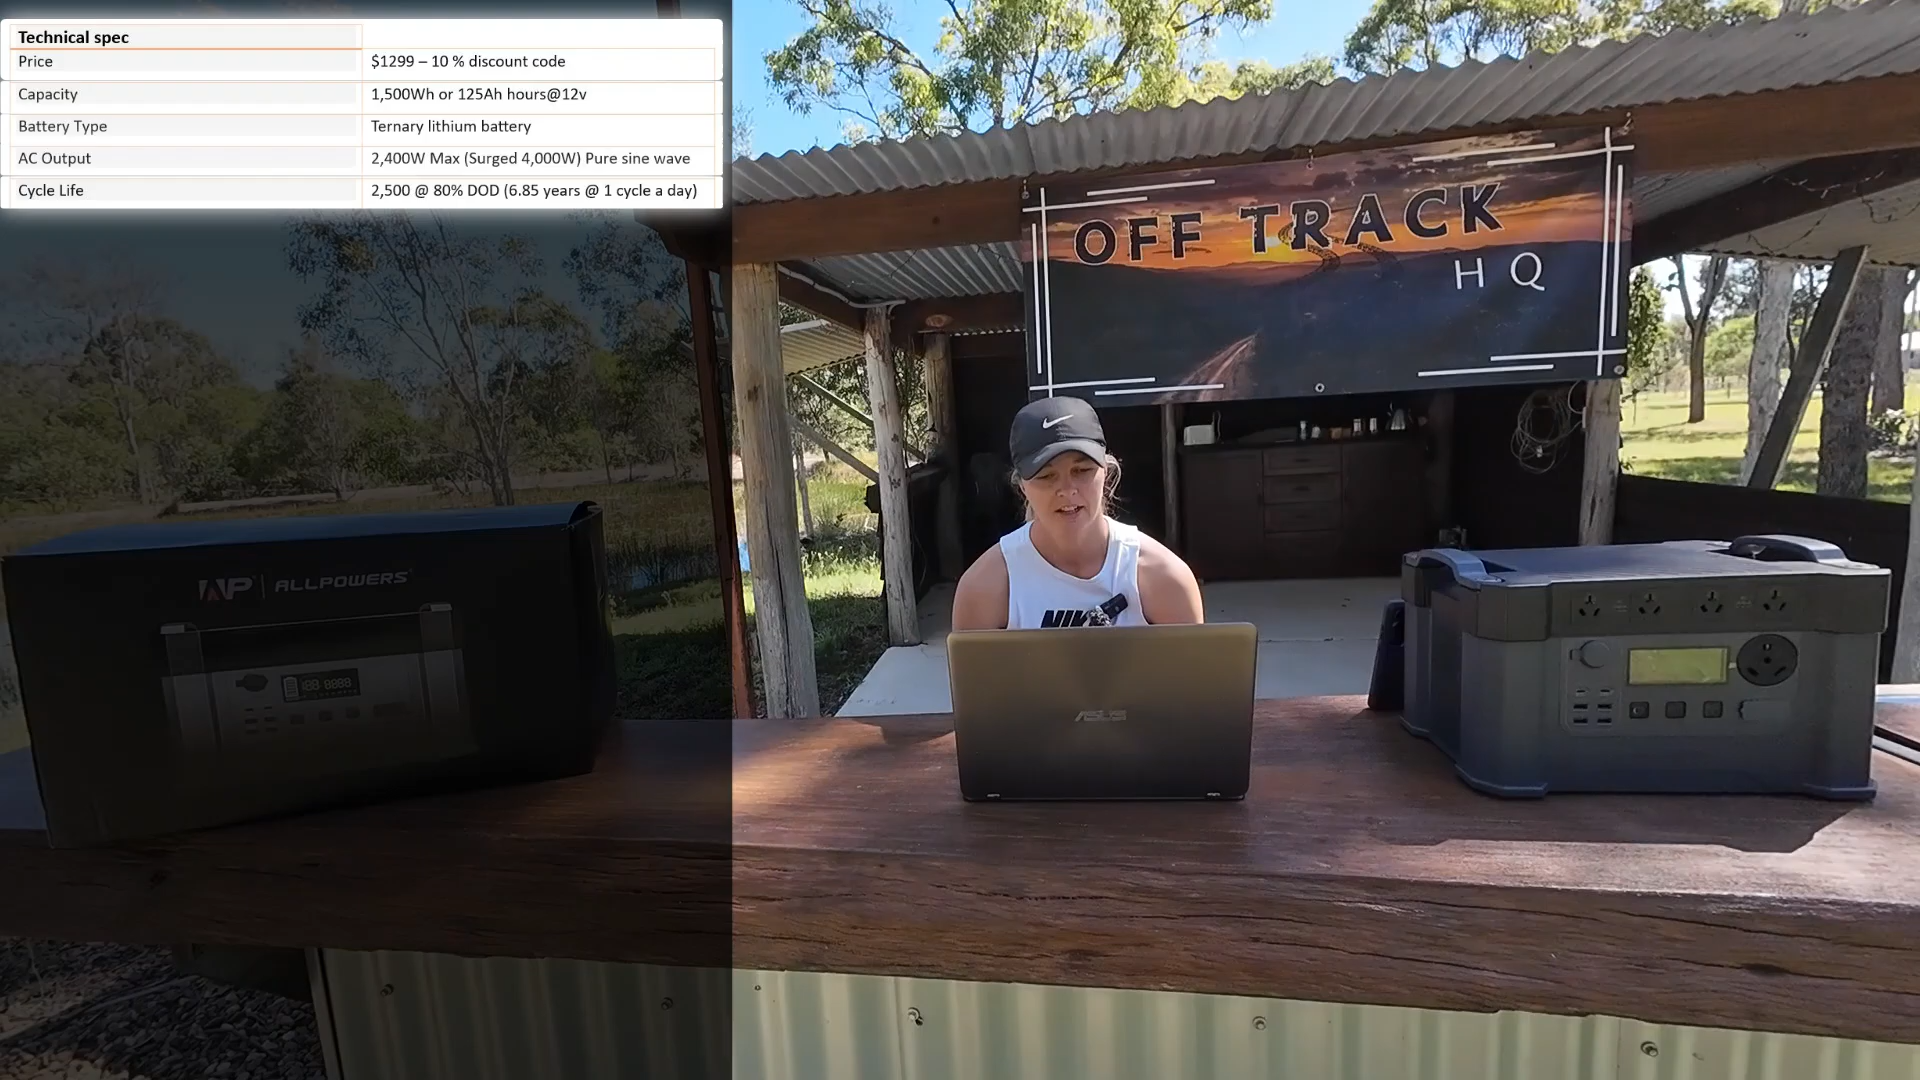 Technical spec
Price $1299 – 10 % discount code
Capacity 1,500Wh or 125Ah hours@12v
Battery Type Ternary lithium battery
AC Output 2,400W Max (Surged 4,000W) Pure sine wave
Cycle Life 2,500 @ 80% DOD (6.85 years @ 1 cycle a day)
OFF TRACK
HQ
AP | ALLPOWERS
NIKE
ASUS